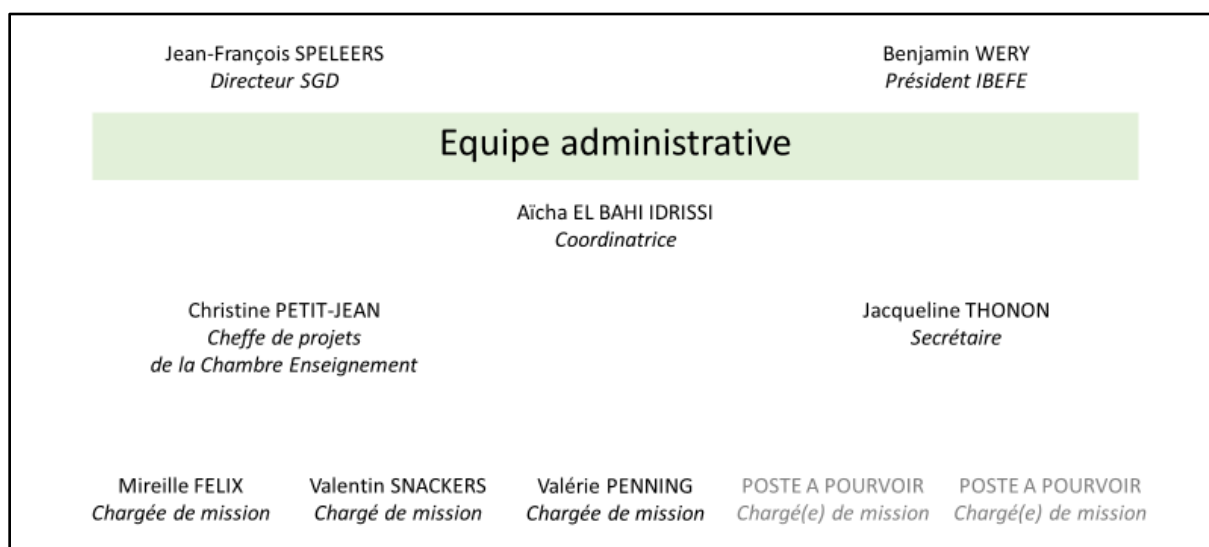 Jean-François SPELEERS
Directeur SGD
Benjamin WERY
Président IBEFE
Equipe administrative
Aïcha EL BAHI IDRISSI
Coordinatrice
Christine PETIT-JEAN
Cheffe de projets
de la Chambre Enseignement
Jacqueline THONON
Secrétaire
Mireille FELIX
Chargée de mission
Valentin SNACKERS
Chargé de mission
Valérie PENNING
Chargée de mission
POSTE A POURVOIR
Chargé(e) de mission
POSTE A POURVOIR
Chargé(e) de mission